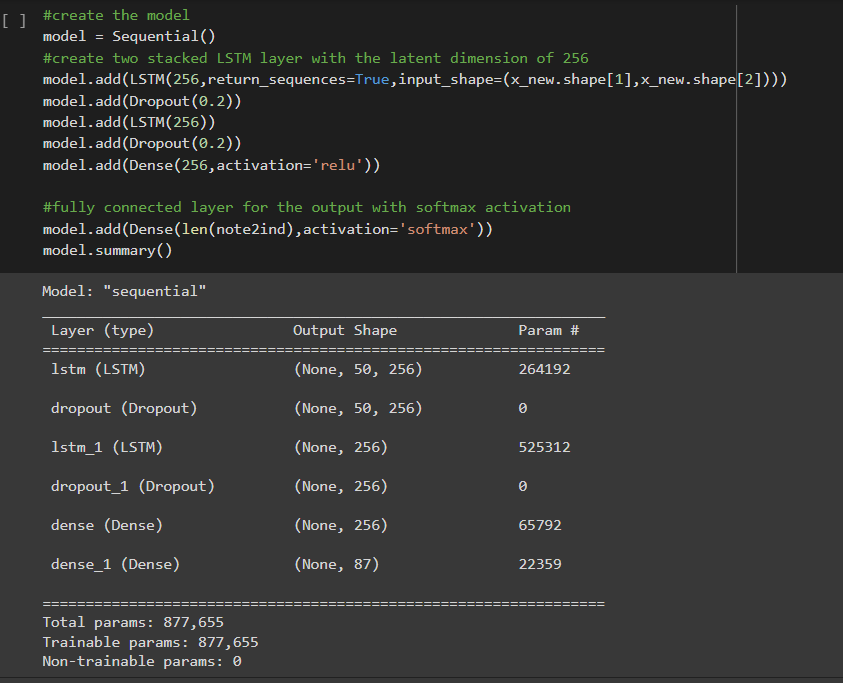 [ ]
#create the model
model = Sequential()
#create two stacked LSTM layer with the latent dimension of 256
model.add(LSTM(256,return_sequences=True,input_shape=(x_new.shape[1],x_new.shape[2])))
model.add(Dropout(0.2))
model.add(LSTM(256))
model.add(Dropout(0.2))
model.add(Dense(256,activation='relu'))
#fully connected layer for the output with softmax activation
model.add(Dense(len(note2ind),activation='softmax'))
model.summary()
Model: "sequential"
_________________________________________________________________
Layer (type) Output Shape Param #
=================================================================
lstm (LSTM) (None, 50, 256) 264192
dropout (Dropout) (None, 50, 256) 0
lstm_1 (LSTM) (None, 256) 525312
dropout_1 (Dropout) (None, 256) 0
dense (Dense) (None, 256) 65792
dense_1 (Dense) (None, 87) 22359
=================================================================
Total params: 877,655
Trainable params: 877,655
Non-trainable params: 0